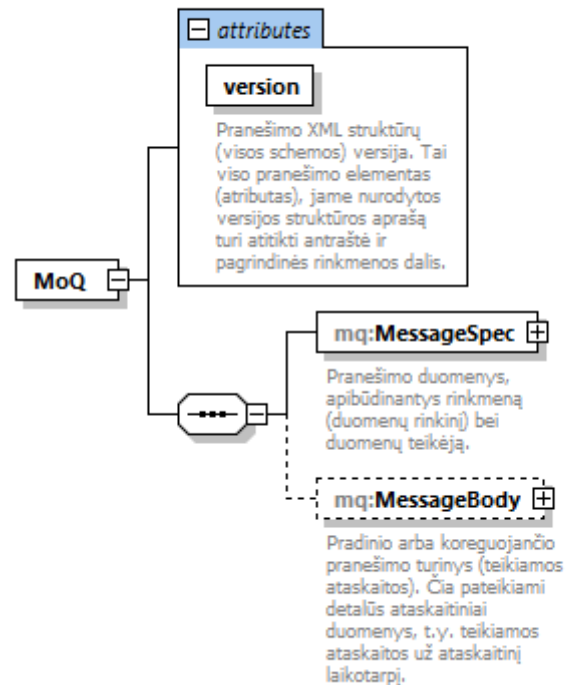 attributes
version
Pranešimo XML struktūrų
(visos schemos) versija. Tai
viso pranešimo elementas
(atributas), jame nurodytos
versijos struktūros aprašą
turi atitikti antraštė ir
pagrindinės rinkmenos dalis.
MoQ
mq:MessageSpec
Pranešimo duomenys,
apibūdinantys rinkmeną
(duomenų rinkinį) bei
duomenų teikėją.
mq:MessageBody
Pradinio arba koreguojančio
pranešimo turinys (teikiamos
ataskaitos). Čia pateikiami
detalūs ataskaitiniai
duomenys, t.y. teikiamos
ataskaitos už ataskaitinį
laikotarpį.